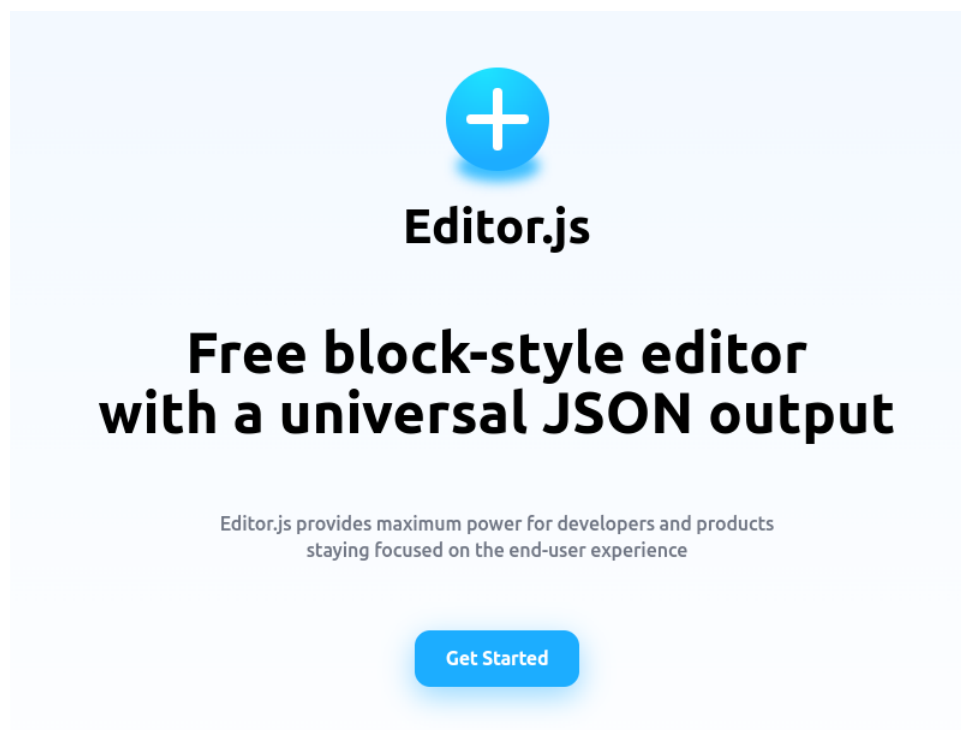 Editor.js
Free block-style editor
with a universal JSON output
Editor.js provides maximum power for developers and products
staying focused on the end-user experience
Get Started